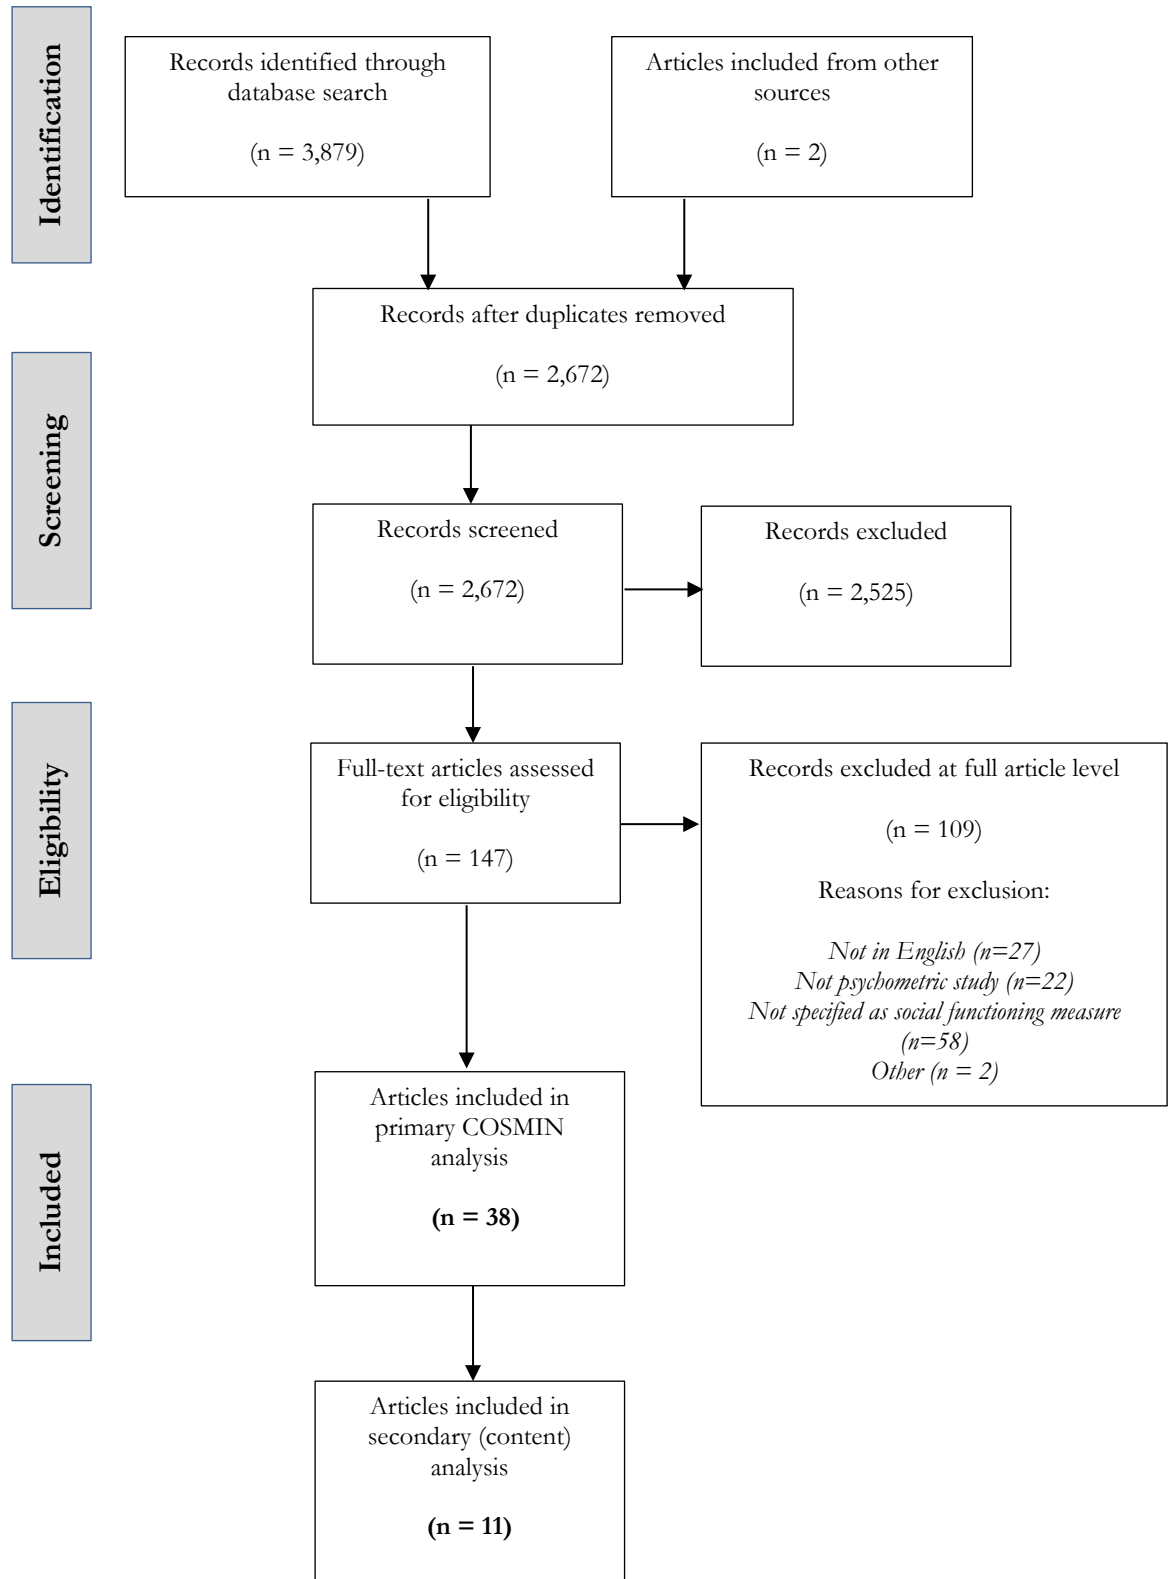 Identification
Records identified through
database search
(n = 3,879)
Articles included from other
sources
(n = 2)
Records after duplicates removed
(n = 2,672)
Screening
Records screened
(n = 2,672)
Records excluded
(n = 2,525)
Eligibility
Full-text articles assessed
for eligibility
(n = 147)
Records excluded at full article level
(n = 109)
Reasons for exclusion:
Not in English (n=27)
Not psychometric study (n=22)
Not specified as social functioning measure
(n=58)
Other (n = 2)
Included
Articles included in
primary COSMIN
analysis
(n = 38)
Articles included in
secondary (content)
analysis
(n = 11)